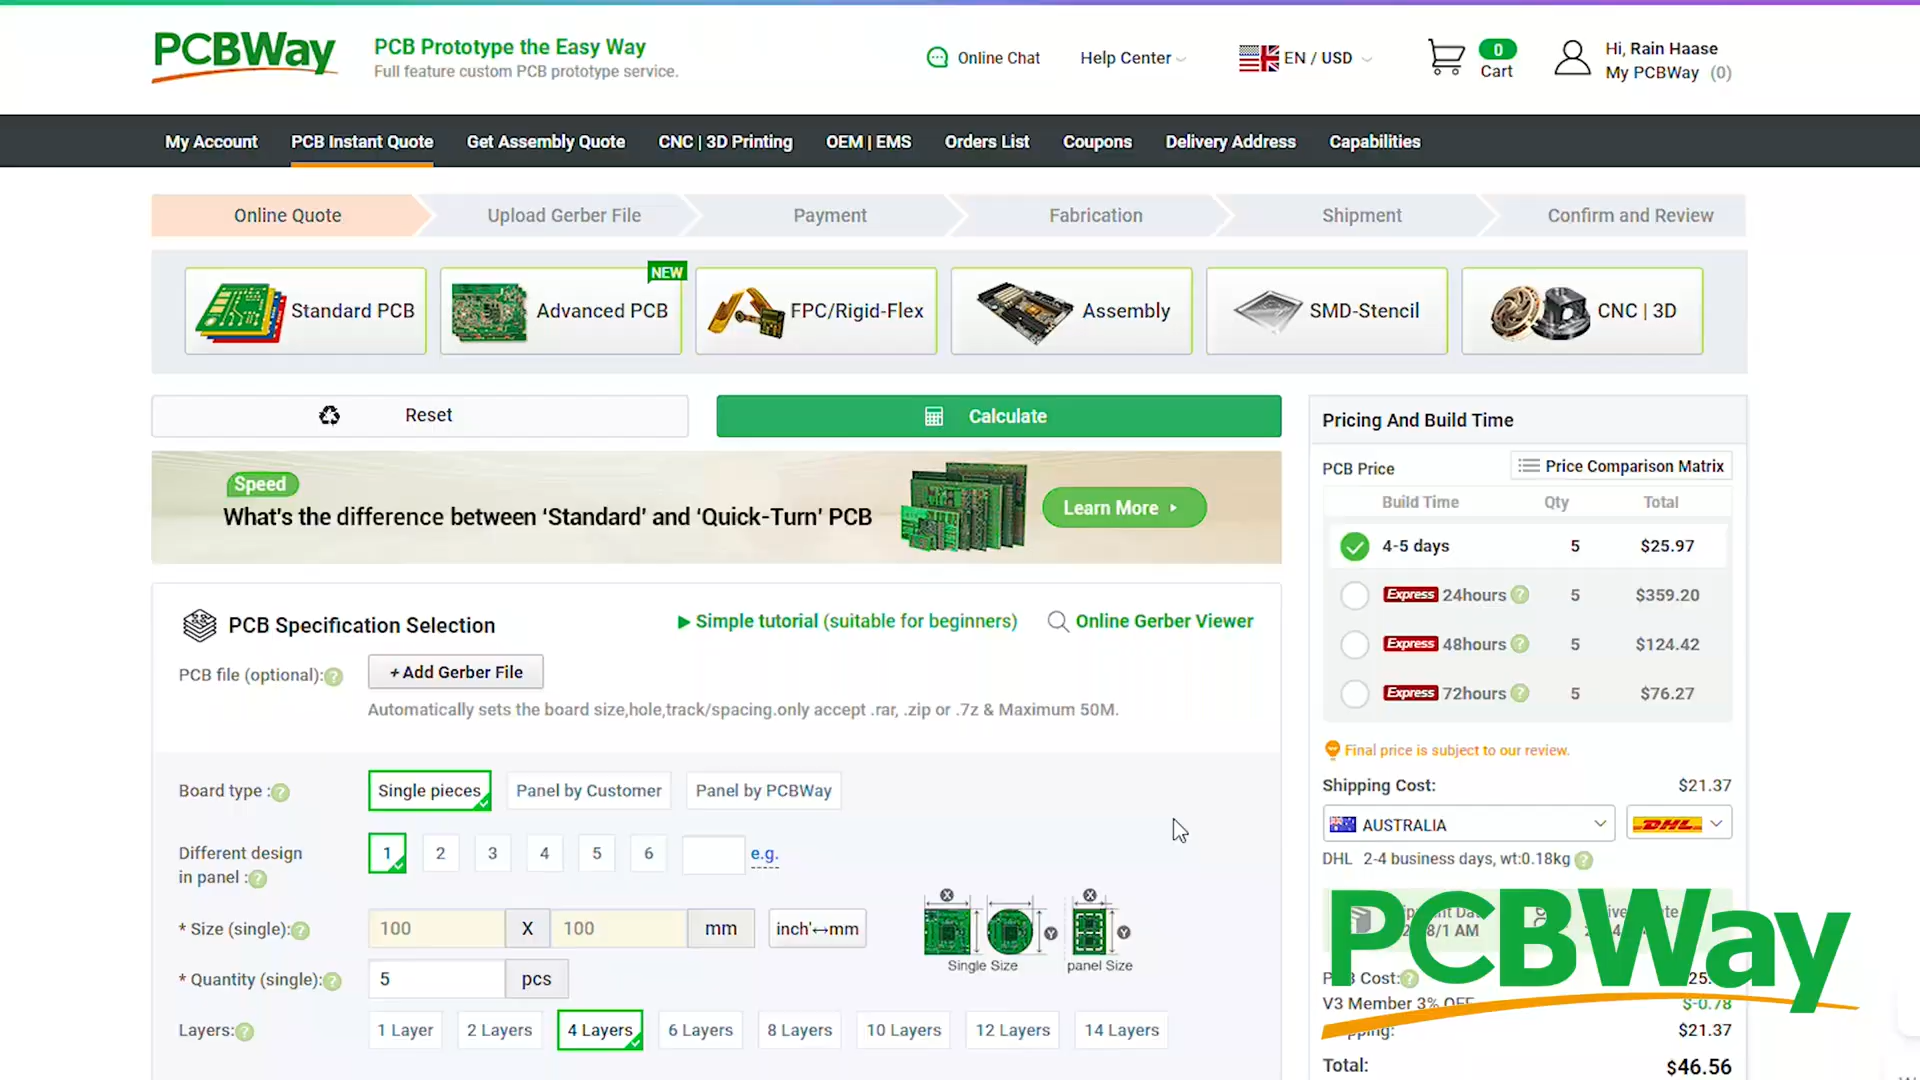 PCBWay
PCB Prototype the Easy Way
Full feature custom PCB prototype service.
Online Chat
Help Center
EN / USD
0
Cart
Hi, Rain Haase
My PCBWay (0)
My Account
PCB Instant Quote
Get Assembly Quote
CNC | 3D Printing
OEM | EMS
Orders List
Coupons
Delivery Address
Capabilities
Online Quote
Upload Gerber File
Payment
Fabrication
Shipment
Confirm and Review
Standard PCB
NEW
Advanced PCB
FPC/Rigid-Flex
Assembly
SMD-Stencil
CNC | 3D
Reset
Calculate
Speed
What's the difference between ‘Standard’ and ‘Quick-Turn’ PCB
Learn More
PCB Specification Selection
Simple tutorial (suitable for beginners)
Online Gerber Viewer
PCB file (optional):?
+ Add Gerber File
Automatically sets the board size,hole,track/spacing.only accept .rar, .zip or .7z & Maximum 50M.
Board type :?
Single pieces
Panel by Customer
Panel by PCBWay
Different design
in panel :?
1 2 3 4 5 6
e.g.
* Size (single):?
100 X 100 mm
inch'↔mm
X X
Y Y
Single Size
panel Size
* Quantity (single):?
5 pcs
Layers:?
1 Layer
2 Layers
4 Layers
6 Layers
8 Layers
10 Layers
12 Layers
14 Layers
Pricing And Build Time
PCB Price
Price Comparison Matrix
Build Time Qty Total
4-5 days 5 $25.97
Express 24hours ? 5 $359.20
Express 48hours ? 5 $124.42
Express 72hours ? 5 $76.27
Final price is subject to our review.
Shipping Cost: $21.37
AUSTRALIA
DHL
DHL 2-4 business days, wt:0.18kg ?
PCBWay
Cost:?
V3 Member 3%
$-0.78
$21.37
Total: $46.56